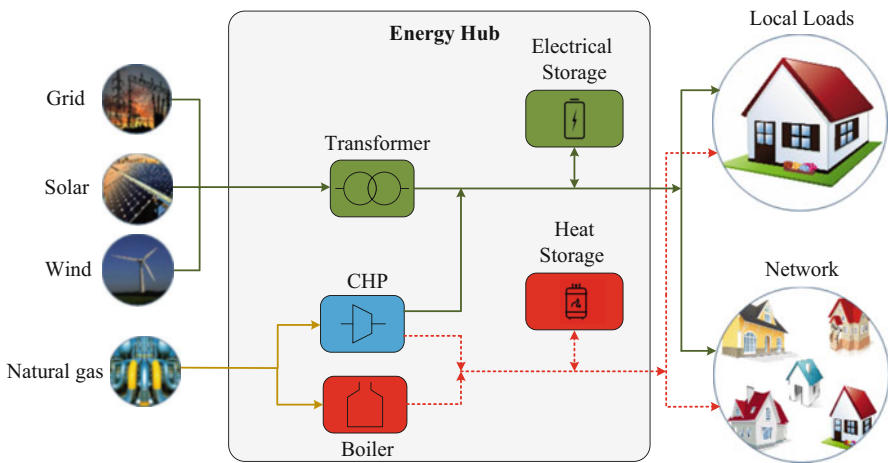 Energy Hub
Local Loads
Electrical
Storage
Grid
Transformer
Solar
Heat
Storage
Wind
Network
CHP
Natural gas
Boiler